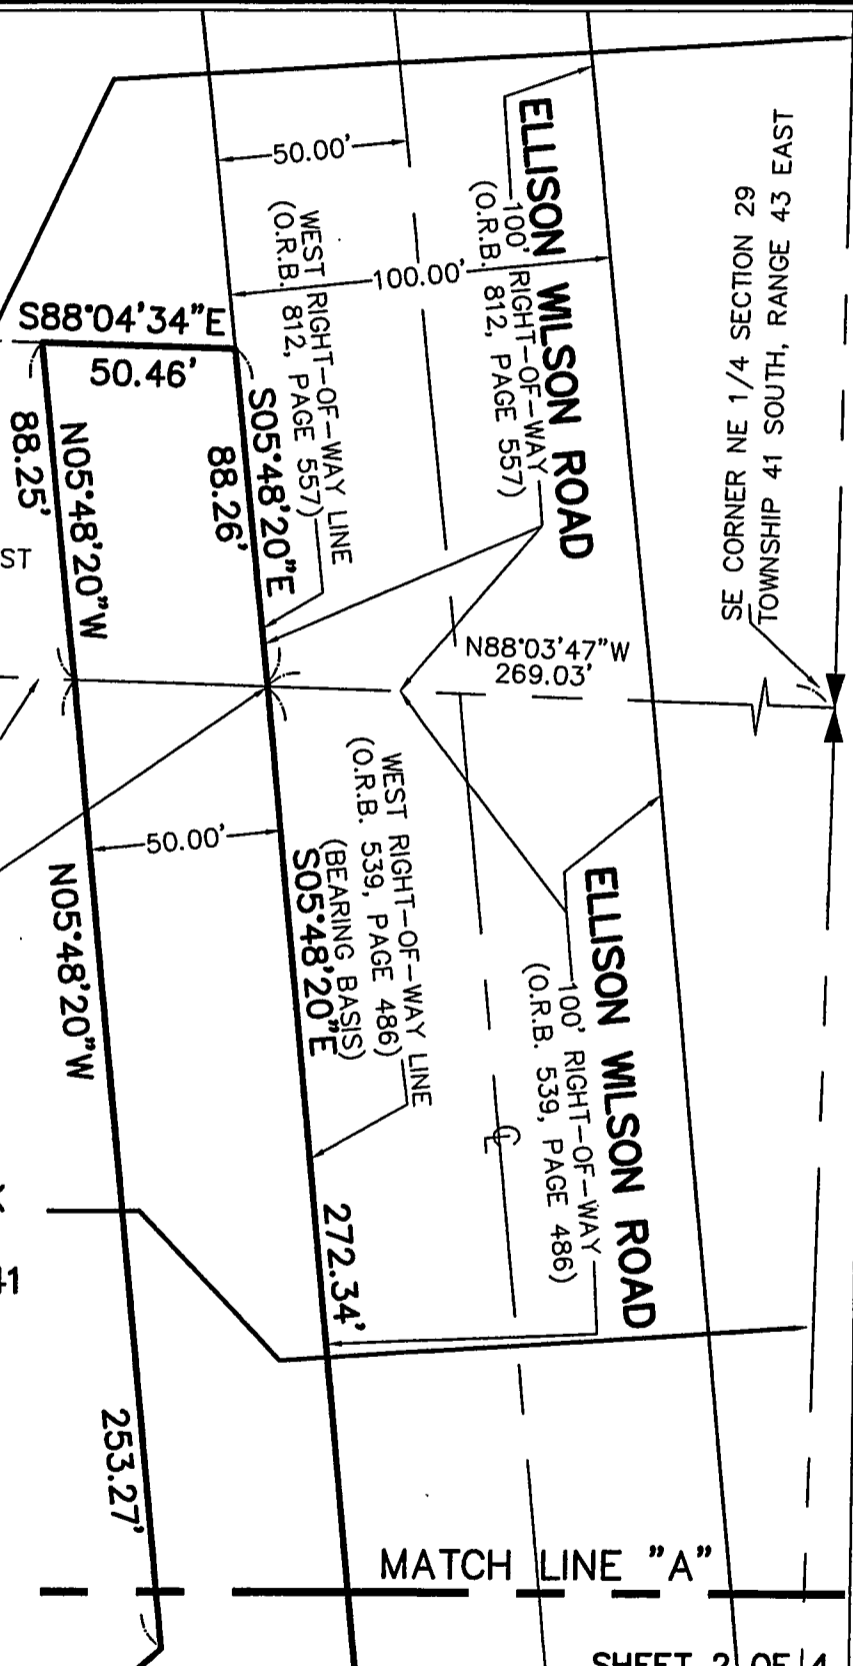 50.00'
ELLISON WILSON ROAD
100' RIGHT-OF-WAY
(O.R.B. 812, PAGE 557)
SE CORNER NE 1/4 SECTION 29
TOWNSHIP 41 SOUTH, RANGE 43 EAST
WEST RIGHT-OF-WAY LINE
(O.R.B. 812, PAGE 557)
100.00'
S88°04'34"E
50.46'
S05°48'20"E
88.26'
N05°48'20"W
88.25'
ST
N88°03'47"W
269.03'
50.00'
WEST RIGHT-OF-WAY LINE
(O.R.B. 539, PAGE 486)
(BEARING BASIS)
S05°48'20"E
272.34'
N05°48'20"W
253.27'
ELLISON WILSON ROAD
100' RIGHT-OF-WAY
(O.R.B. 539, PAGE 486)
℄
41
MATCH LINE "A"
SHEET 2 OF 4